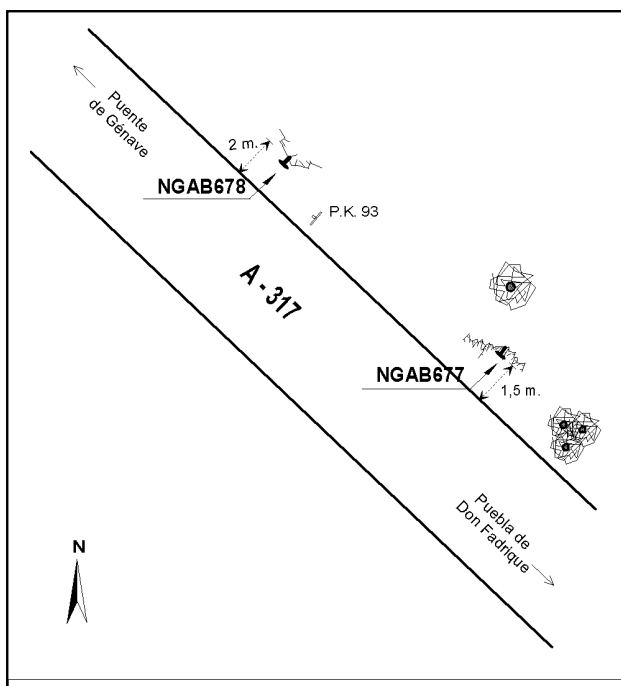 Puente
de Génave
2 m.
NGAB678
P.K. 93
A - 317
NGAB677
1,5 m.
Puebla de
Don Fadrique
N